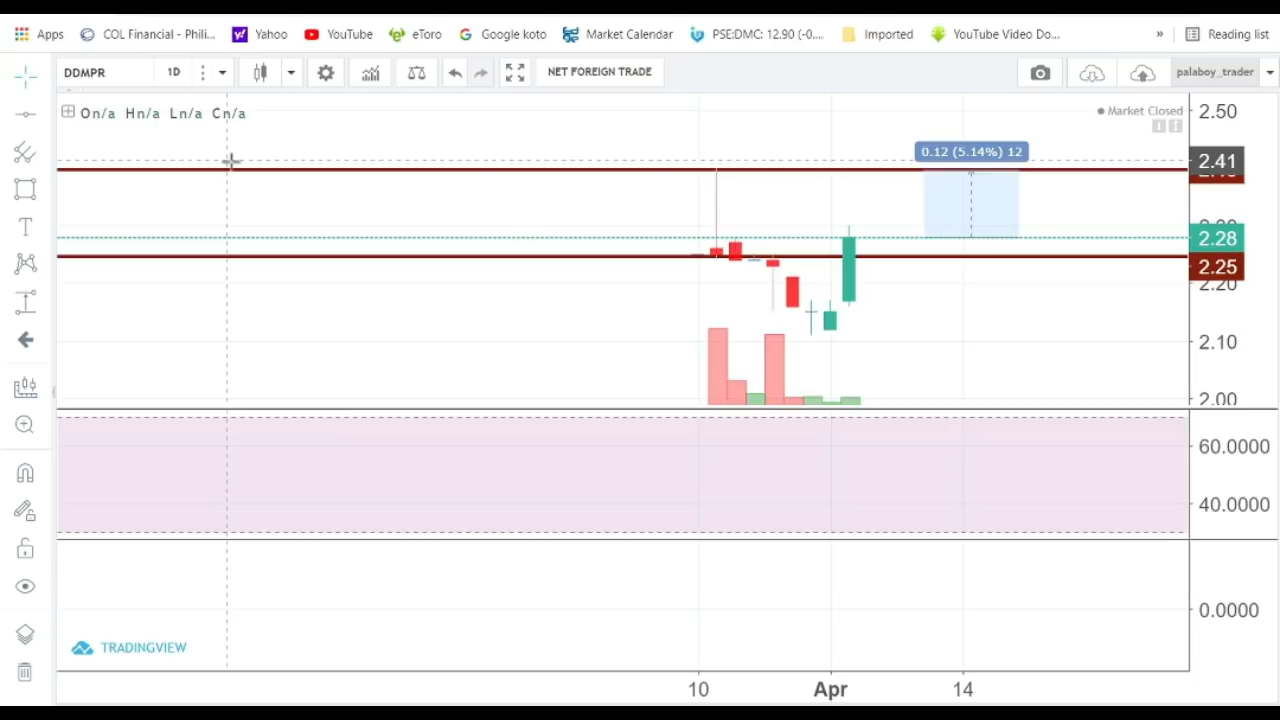 Apps COL Financial - Phili... Yahoo YouTube eToro Google koto Market Calendar PSE:DMC: 12.90 (-0.... Imported YouTube Video Do... » Reading list
DDMPR 1D NET FOREIGN TRADE palaboy_trader
On/a Hn/a Ln/a Cn/a
Market Closed
2.50
0.12 (5.14%) 12
2.41
2.28
2.25
2.20
2.10
2.00
60.0000
40.0000
0.0000
TRADINGVIEW
10 Apr 14